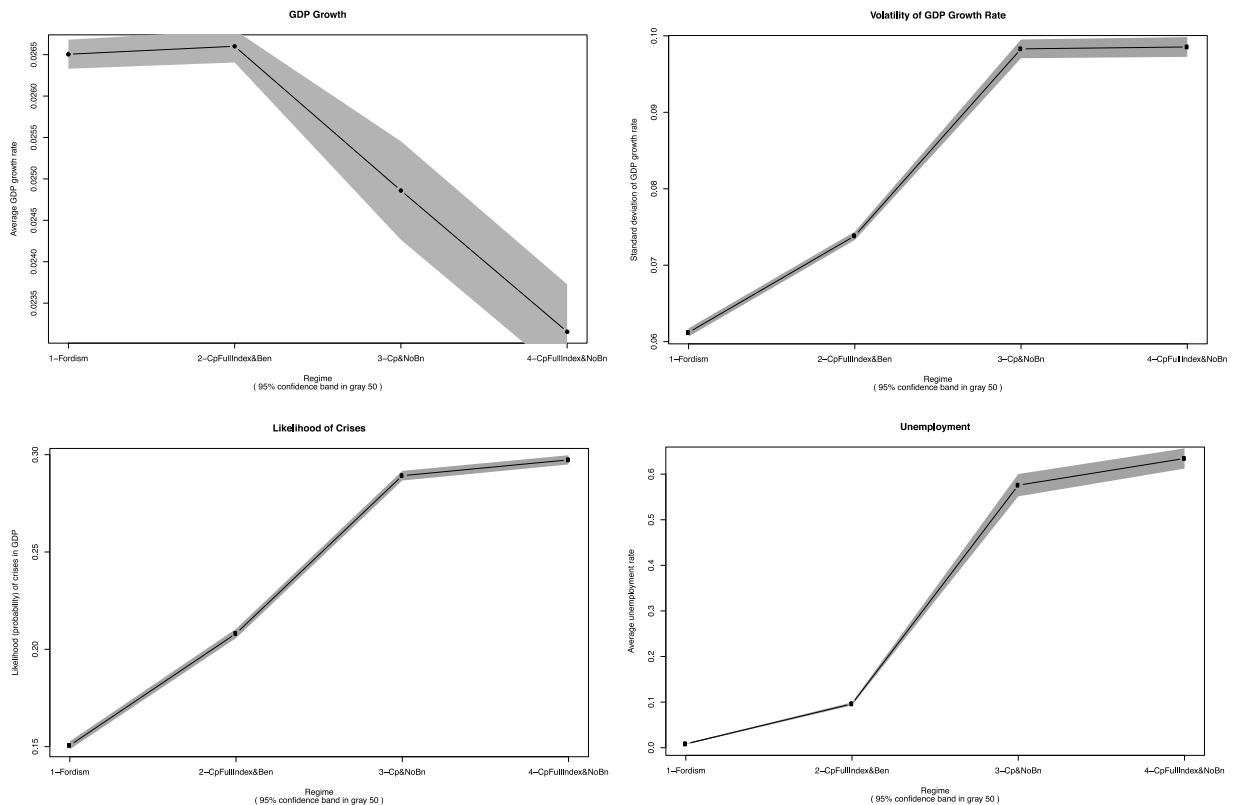 GDP Growth
Average GDP growth rate
0.0265
0.0260
0.0255
0.0250
0.0245
0.0240
0.0235
1-Fordism
2-CpFullIndex&Ben
3-Cp&NoBn
4-CpFullIndex&NoBn
Regime
( 95% confidence band in gray 50 )
Volatility of GDP Growth Rate
Standard deviation of GDP growth rate
0.10
0.09
0.08
0.07
0.06
1-Fordism
2-CpFullIndex&Ben
3-Cp&NoBn
4-CpFullIndex&NoBn
Regime
( 95% confidence band in gray 50 )
Likelihood of Crises
Likelihood (probability) of crises in GDP
0.30
0.25
0.20
0.15
1-Fordism
2-CpFullIndex&Ben
3-Cp&NoBn
4-CpFullIndex&NoBn
Regime
( 95% confidence band in gray 50 )
Unemployment
Average unemployment rate
0.6
0.5
0.4
0.3
0.2
0.1
0.0
1-Fordism
2-CpFullIndex&Ben
3-Cp&NoBn
4-CpFullIndex&NoBn
Regime
( 95% confidence band in gray 50 )